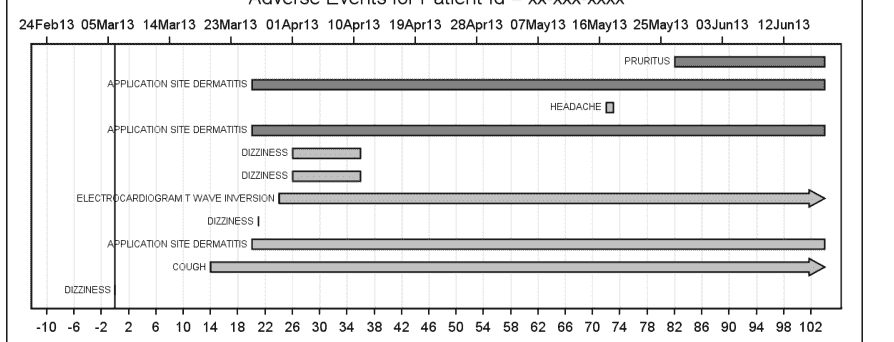 Adverse Events for Patient Id = xx-xxx-xxxx
24Feb13 05Mar13 14Mar13 23Mar13 01Apr13 10Apr13 19Apr13 28Apr13 07May13 16May13 25May13 03Jun13 12Jun13
PRURITUS
APPLICATION SITE DERMATITIS
HEADACHE
APPLICATION SITE DERMATITIS
DIZZINESS
DIZZINESS
ELECTROCARDIOGRAM T WAVE INVERSION
DIZZINESS
APPLICATION SITE DERMATITIS
COUGH
DIZZINESS
-10 -6 -2 2 6 10 14 18 22 26 30 34 38 42 46 50 54 58 62 66 70 74 78 82 86 90 94 98 102